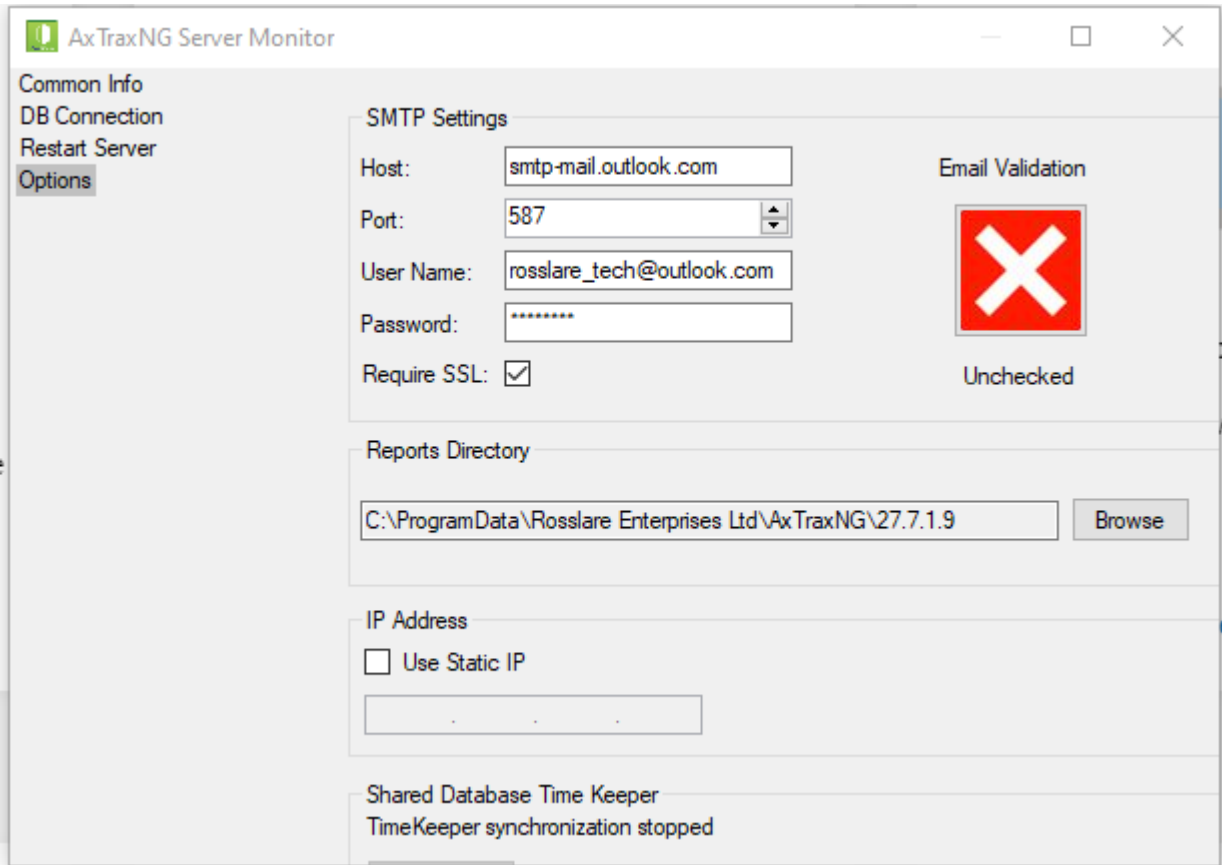 AxTraxNG Server Monitor
Common Info
DB Connection
Restart Server
Options
SMTP Settings
Host: smtp-mail.outlook.com
Port: 587
User Name: rosslare_tech@outlook.com
Password: ********
Require SSL:
Email Validation
Unchecked
Reports Directory
C:\ProgramData\Rosslare Enterprises Ltd\AxTraxNG\27.7.1.9 Browse
IP Address
Use Static IP
. . .
Shared Database Time Keeper
TimeKeeper synchronization stopped